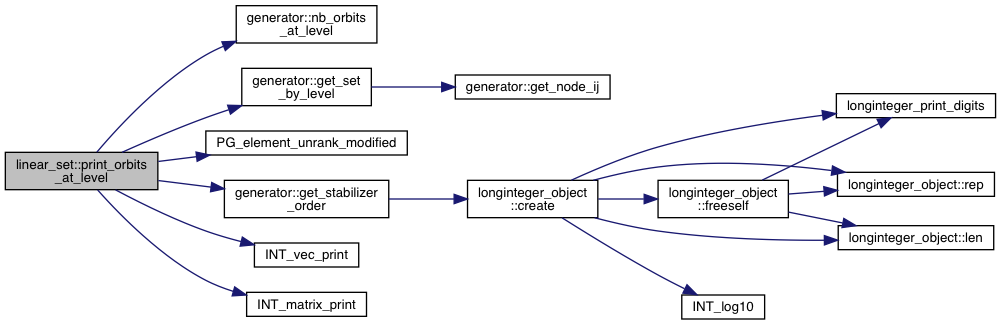 linear_set::print_orbits
_at_level
generator::nb_orbits
_at_level
generator::get_set
_by_level
PG_element_unrank_modified
generator::get_stabilizer
_order
INT_vec_print
INT_matrix_print
generator::get_node_ij
longinteger_object
::create
longinteger_object
::freeself
INT_log10
longinteger_print_digits
longinteger_object::rep
longinteger_object::len